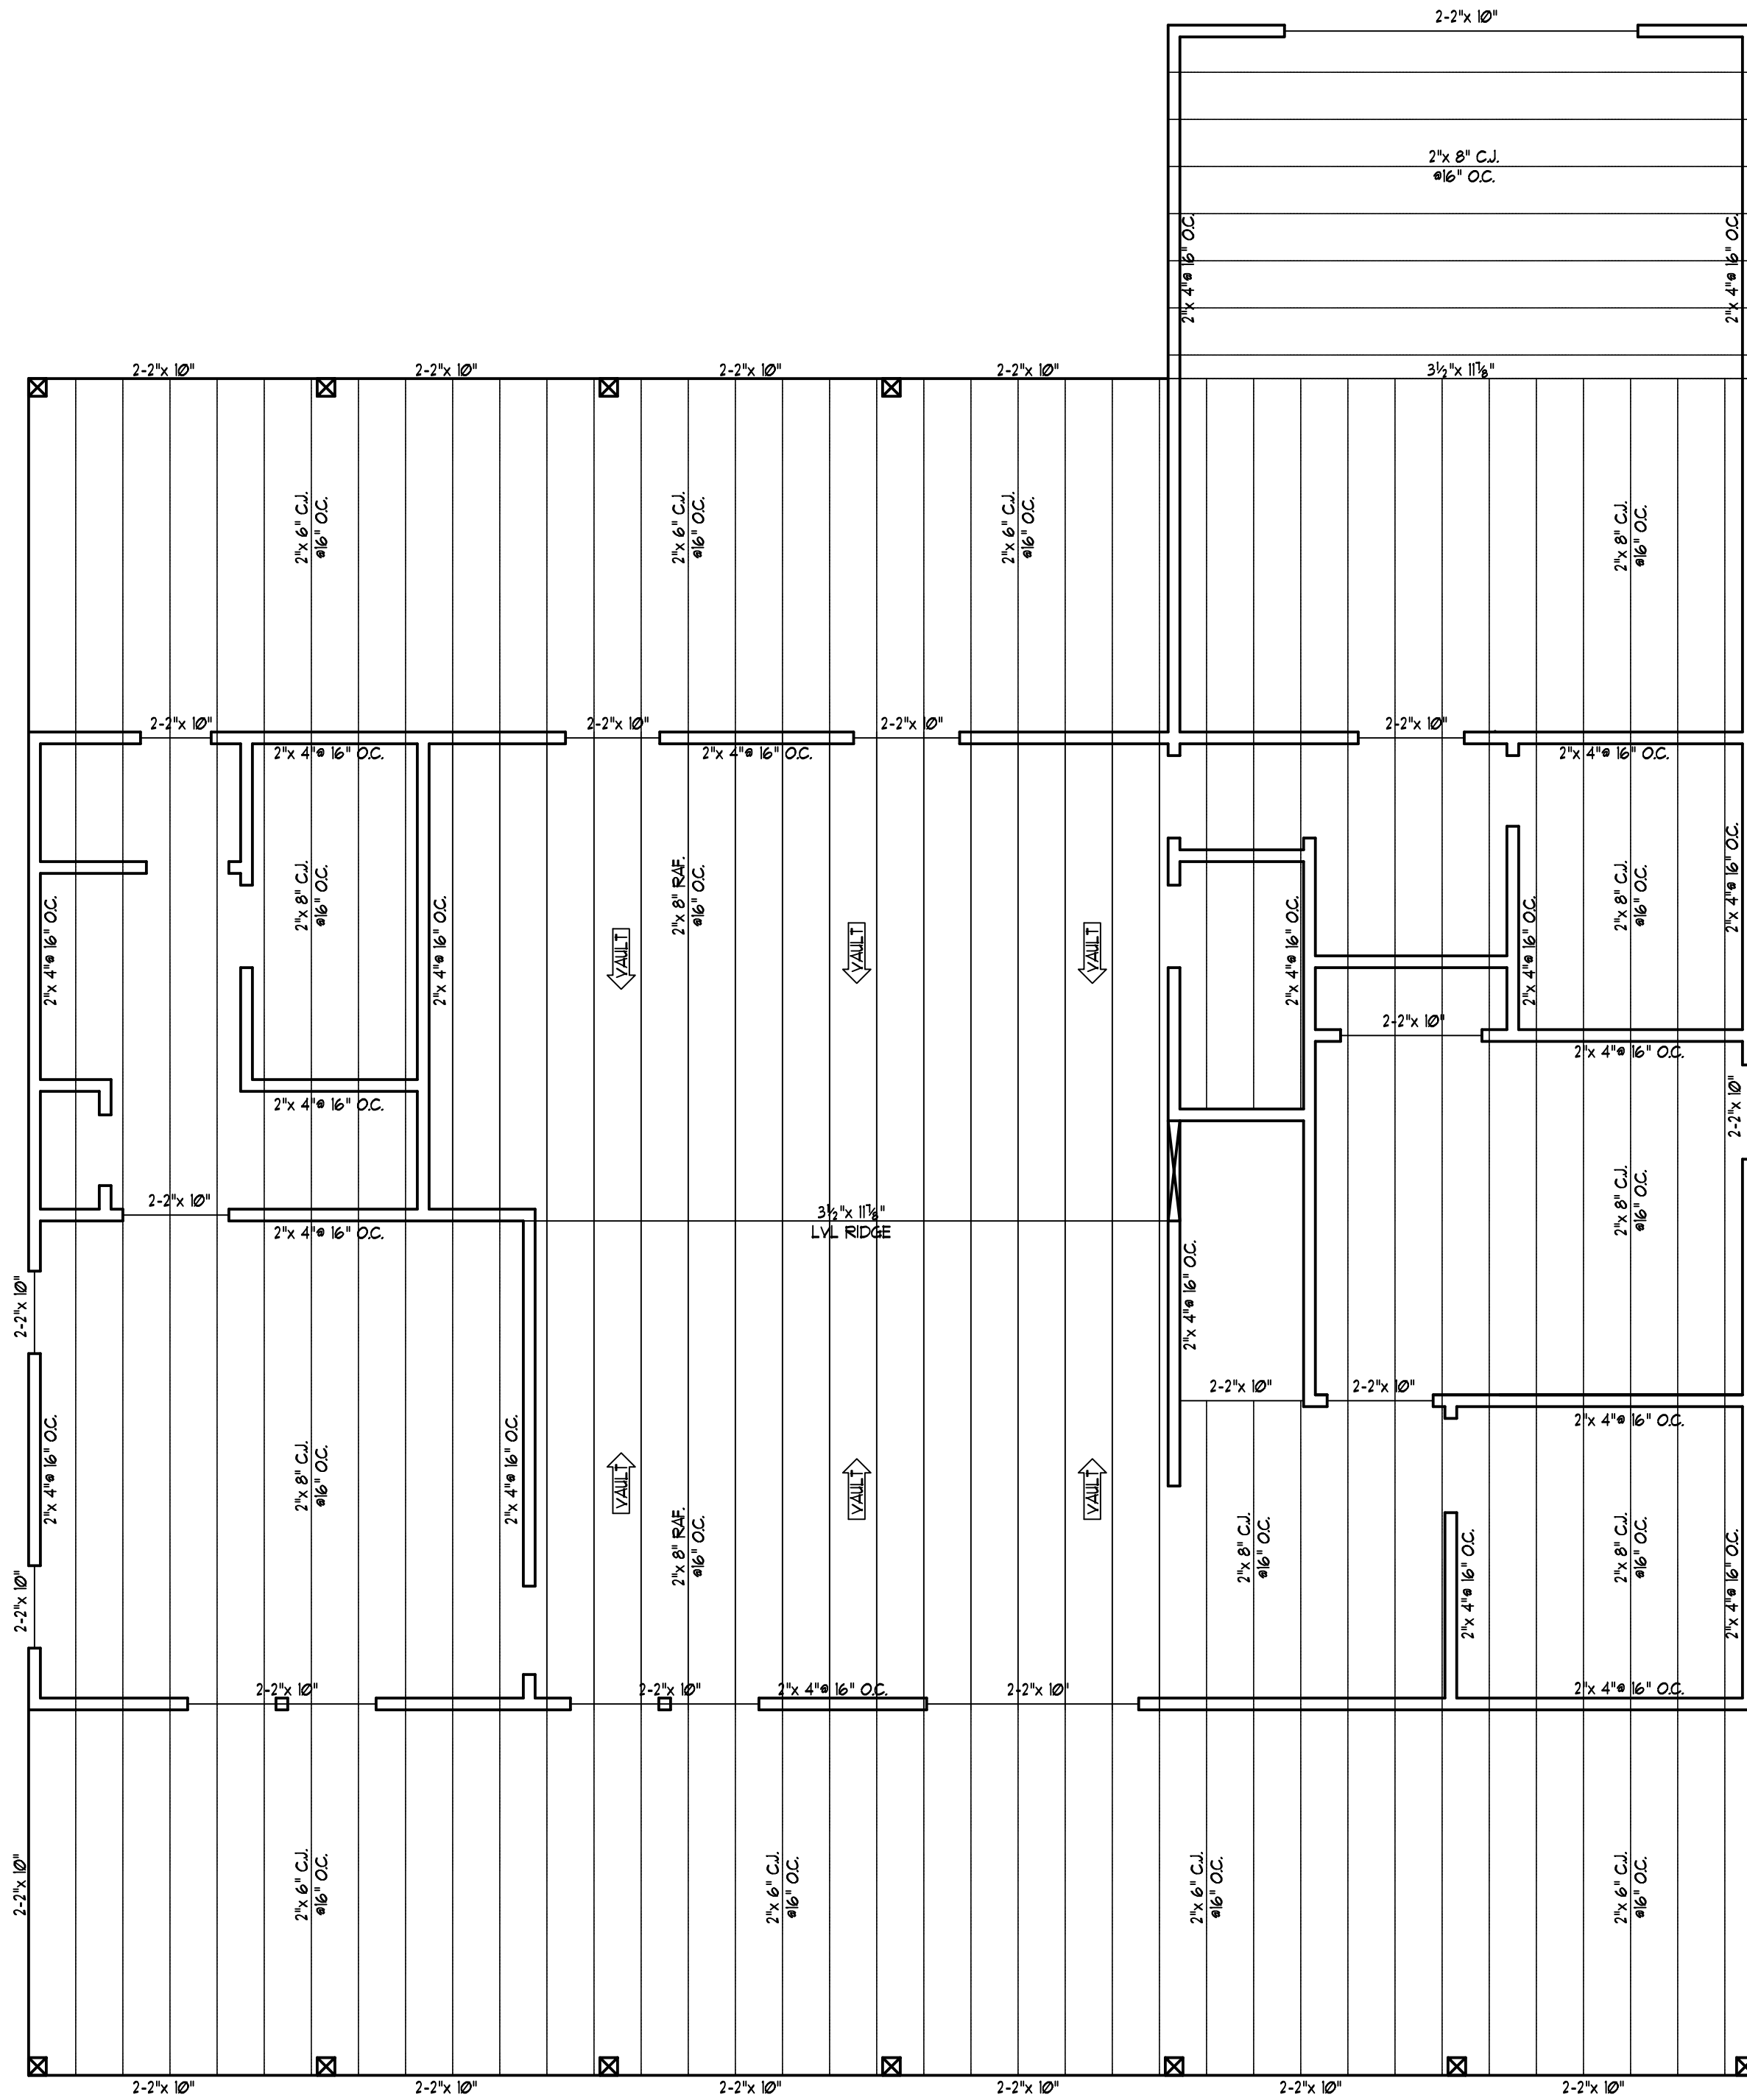 2-2"x 10"
2"x 8" C.J.
@16" O.C.
2"x 4"@ 16" O.C.
2"x 4"@ 16" O.C.
2-2"x 10"
2-2"x 10"
2-2"x 10"
2-2"x 10"
3½"x 11⅞"
2"x 6" C.J.
@16" O.C.
2"x 6" C.J.
@16" O.C.
2"x 6" C.J.
@16" O.C.
2"x 8" C.J.
@16" O.C.
2-2"x 10"
2-2"x 10"
2-2"x 10"
2-2"x 10"
2"x 4"@ 16" O.C.
2"x 4"@ 16" O.C.
2"x 4"@ 16" O.C.
2"x 4"@ 16" O.C.
2"x 8" C.J.
@16" O.C.
2"x 4"@ 16" O.C.
2"x 8" RAF.
@16" O.C.
VAULT
VAULT
VAULT
2"x 4"@ 16" O.C.
2"x 4"@ 16" O.C.
2"x 8" C.J.
@16" O.C.
2"x 4"@ 16" O.C.
2-2"x 10"
2"x 4"@ 16" O.C.
2-2"x 10"
2"x 4"@ 16" O.C.
2-2"x 10"
2"x 4"@ 16" O.C.
3½"x 11⅞"
LVL RIDGE
2"x 8" C.J.
@16" O.C.
2-2"x 10"
2"x 4"@ 16" O.C.
2-2"x 10"
2-2"x 10"
2"x 4"@ 16" O.C.
2"x 4"@ 16" O.C.
2"x 8" C.J.
@16" O.C.
2"x 4"@ 16" O.C.
VAULT
VAULT
VAULT
2"x 8" RAF.
@16" O.C.
2"x 8" C.J.
@16" O.C.
2"x 4"@ 16" O.C.
2"x 8" C.J.
@16" O.C.
2"x 4"@ 16" O.C.
2-2"x 10"
2-2"x 10"
2-2"x 10"
2"x 4"@ 16" O.C.
2-2"x 10"
2"x 4"@ 16" O.C.
2-2"x 10"
2"x 6" C.J.
@16" O.C.
2"x 6" C.J.
@16" O.C.
2"x 6" C.J.
@16" O.C.
2"x 6" C.J.
@16" O.C.
2-2"x 10"
2-2"x 10"
2-2"x 10"
2-2"x 10"
2-2"x 10"
2-2"x 10"